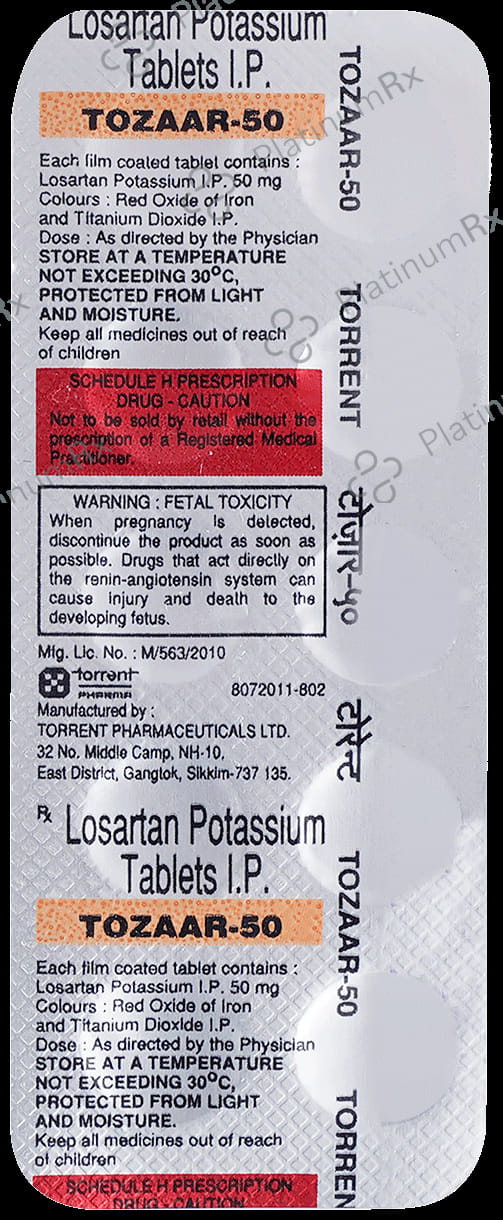 Losartan Potassium
Tablets I.P.
TOZAAR-50
Each film coated tablet contains :
Losartan Potassium I.P. 50 mg
Colours : Red Oxide of Iron
and Titanium Dioxide I.P.
Dose : As directed by the Physician
STORE AT A TEMPERATURE
NOT EXCEEDING 30°C,
PROTECTED FROM LIGHT
AND MOISTURE.
Keep all medicines out of reach
of children
SCHEDULE H PRESCRIPTION
DRUG - CAUTION
Not to be sold by retail without the
prescription of a Registered Medical
Practitioner.
WARNING : FETAL TOXICITY
When pregnancy is detected,
discontinue the product as soon as
possible. Drugs that act directly on
the renin-angiotensin system can
cause injury and death to the
developing fetus.
Mfg. Lic. No. : M/563/2010
torrent
PHARMA
8072011-802
Manufactured by :
TORRENT PHARMACEUTICALS LTD.
32 No. Middle Camp, NH-10,
East District, Gangtok, Sikkim-737 135.
Rx Losartan Potassium
Tablets I.P.
TOZAAR-50
Each film coated tablet contains :
Losartan Potassium I.P. 50 mg
Colours : Red Oxide of Iron
and Titanium Dioxide I.P.
Dose : As directed by the Physician
STORE AT A TEMPERATURE
NOT EXCEEDING 30°C,
PROTECTED FROM LIGHT
AND MOISTURE.
Keep all medicines out of reach
of children
SCHEDULE H PRESCRIPTION
DRUG - CAUTION
TOZAAR-50
TORRENT
टोज़ार-५०
टोरेन्ट
TOZAAR-50
TORREN
PlatinumRx
PlatinumRx
Platinum
Rx
inumRx